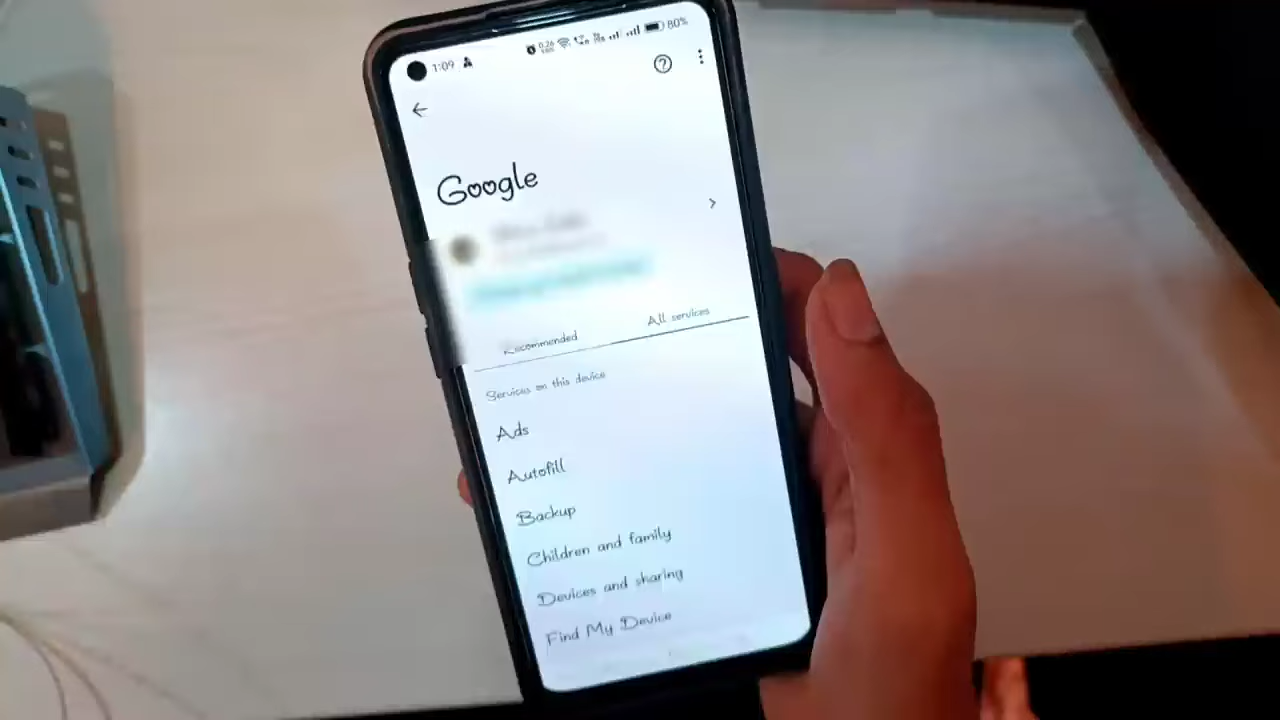 1:09 80%
Google
Recommended All services
Services on this device
Ads
Autofill
Backup
Children and family
Devices and sharing
Find My Device